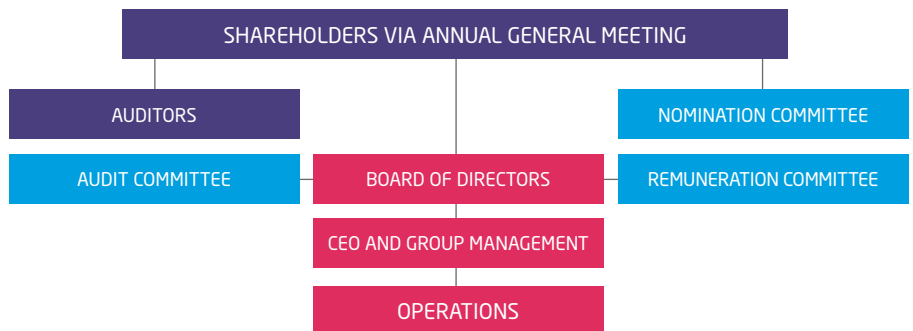 SHAREHOLDERS VIA ANNUAL GENERAL MEETING
AUDITORS
NOMINATION COMMITTEE
AUDIT COMMITTEE
BOARD OF DIRECTORS
REMUNERATION COMMITTEE
CEO AND GROUP MANAGEMENT
OPERATIONS